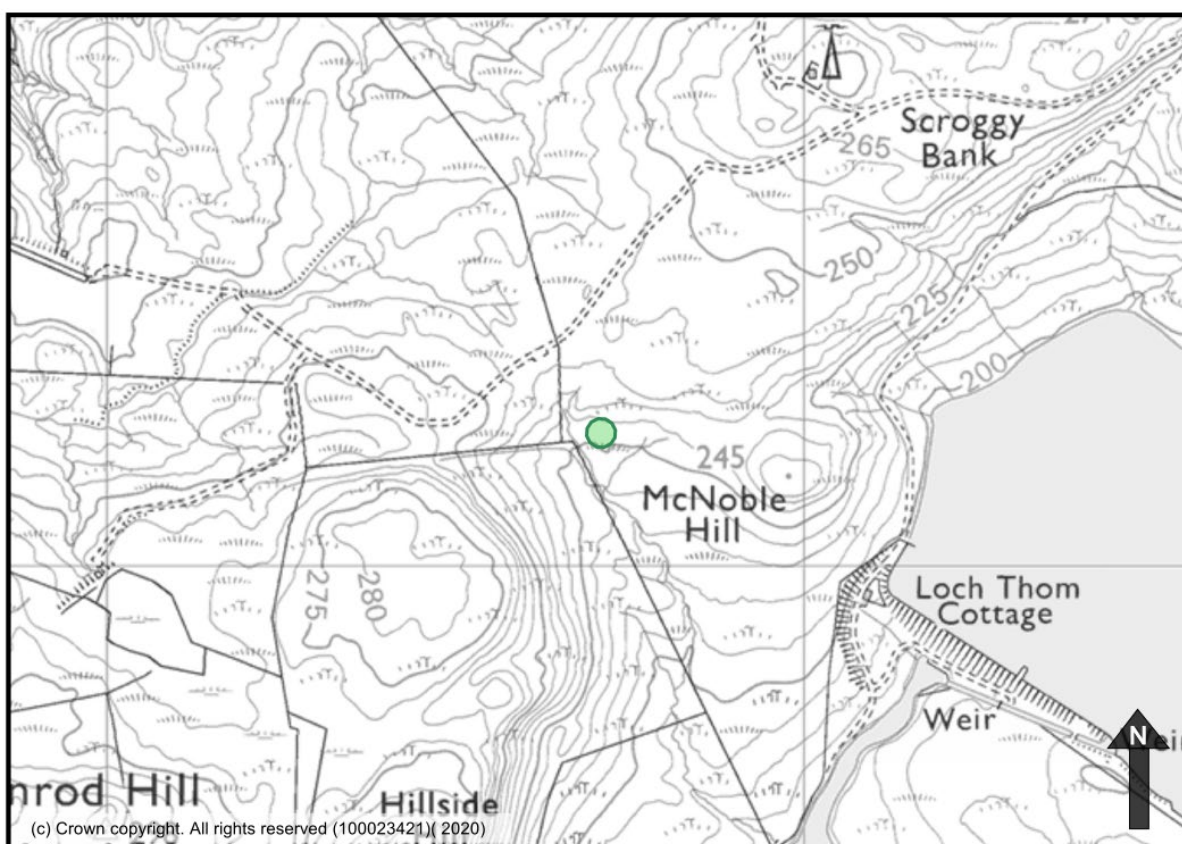 Scroggy
Bank
265
250
225
200
245
McNoble
Hill
275
280
Loch Thom
Cottage
Weir
N
nrod Hill
Hillside
(c) Crown copyright. All rights reserved (100023421)( 2020)